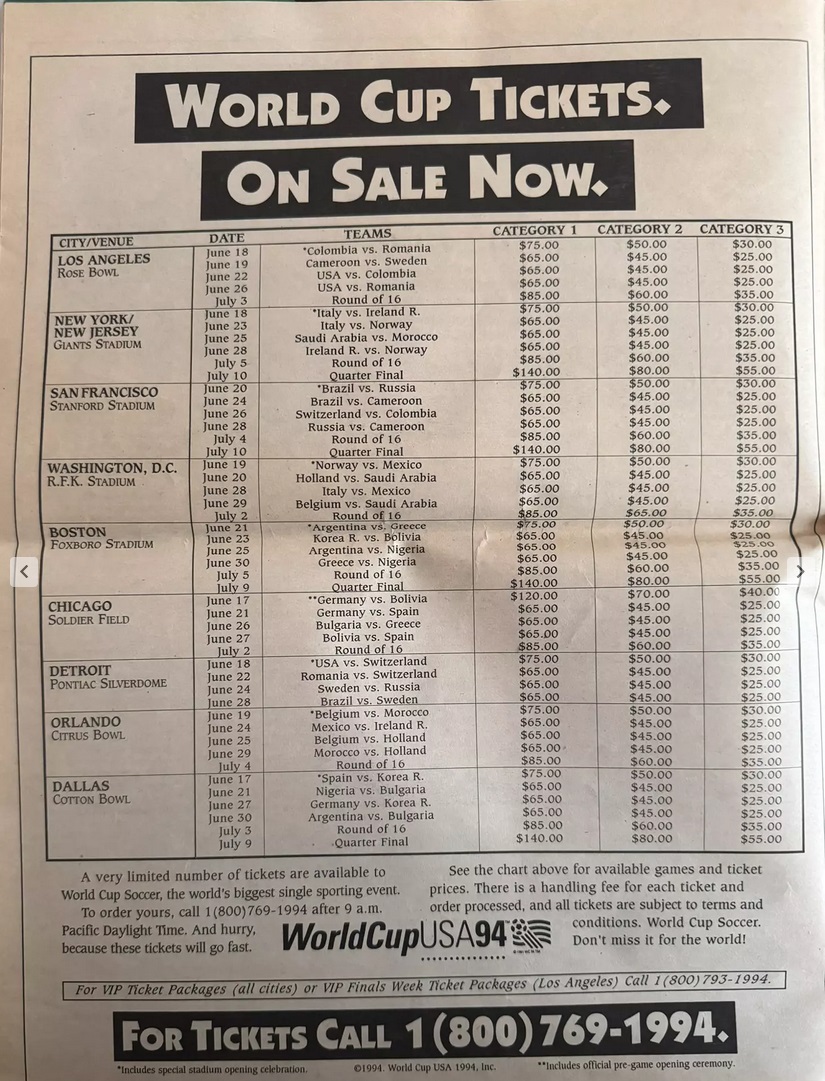 WORLD CUP TICKETS.
ON SALE NOW.
CITY/VENUE DATE TEAMS CATEGORY 1 CATEGORY 2 CATEGORY 3
LOS ANGELES June 18 *Colombia vs. Romania $75.00 $50.00 $30.00
ROSE BOWL June 19 Cameroon vs. Sweden $65.00 $45.00 $25.00
June 22 USA vs. Colombia $65.00 $45.00 $25.00
June 26 USA vs. Romania $65.00 $45.00 $25.00
July 3 Round of 16 $85.00 $60.00 $35.00
NEW YORK/ June 18 *Italy vs. Ireland R. $75.00 $50.00 $30.00
NEW JERSEY June 23 Italy vs. Norway $65.00 $45.00 $25.00
GIANTS STADIUM June 25 Saudi Arabia vs. Morocco $65.00 $45.00 $25.00
June 28 Ireland R. vs. Norway $65.00 $45.00 $25.00
July 5 Round of 16 $85.00 $60.00 $35.00
July 10 Quarter Final $140.00 $80.00 $55.00
SAN FRANCISCO June 20 *Brazil vs. Russia $75.00 $50.00 $30.00
STANFORD STADIUM June 24 Brazil vs. Cameroon $65.00 $45.00 $25.00
June 26 Switzerland vs. Colombia $65.00 $45.00 $25.00
June 28 Russia vs. Cameroon $65.00 $45.00 $25.00
July 4 Round of 16 $85.00 $60.00 $35.00
July 10 Quarter Final $140.00 $80.00 $55.00
WASHINGTON, D.C. June 19 *Norway vs. Mexico $75.00 $50.00 $30.00
R.F.K. STADIUM June 20 Holland vs. Saudi Arabia $65.00 $45.00 $25.00
June 28 Italy vs. Mexico $65.00 $45.00 $25.00
June 29 Belgium vs. Saudi Arabia $65.00 $45.00 $25.00
July 2 Round of 16 $85.00 $65.00 $35.00
BOSTON June 21 *Argentina vs. Greece $75.00 $50.00 $30.00
FOXBORO STADIUM June 23 Korea R. vs. Bolivia $65.00 $45.00 $25.00
June 25 Argentina vs. Nigeria $65.00 $45.00 $25.00
June 30 Greece vs. Nigeria $65.00 $45.00 $25.00
July 5 Round of 16 $85.00 $60.00 $35.00
July 9 Quarter Final $140.00 $80.00 $55.00
CHICAGO June 17 **Germany vs. Bolivia $120.00 $70.00 $40.00
SOLDIER FIELD June 21 Germany vs. Spain $65.00 $45.00 $25.00
June 26 Bulgaria vs. Greece $65.00 $45.00 $25.00
June 27 Bolivia vs. Spain $65.00 $45.00 $25.00
July 2 Round of 16 $85.00 $60.00 $35.00
DETROIT June 18 *USA vs. Switzerland $75.00 $50.00 $30.00
PONTIAC SILVERDOME June 22 Romania vs. Switzerland $65.00 $45.00 $25.00
June 24 Sweden vs. Russia $65.00 $45.00 $25.00
June 28 Brazil vs. Sweden $65.00 $45.00 $25.00
ORLANDO June 19 *Belgium vs. Morocco $75.00 $50.00 $30.00
CITRUS BOWL June 24 Mexico vs. Ireland R. $65.00 $45.00 $25.00
June 25 Belgium vs. Holland $65.00 $45.00 $25.00
June 29 Morocco vs. Holland $65.00 $45.00 $25.00
July 4 Round of 16 $85.00 $60.00 $35.00
DALLAS June 17 *Spain vs. Korea R. $75.00 $50.00 $30.00
COTTON BOWL June 21 Nigeria vs. Bulgaria $65.00 $45.00 $25.00
June 27 Germany vs. Korea R. $65.00 $45.00 $25.00
June 30 Argentina vs. Bulgaria $65.00 $45.00 $25.00
July 3 Round of 16 $85.00 $60.00 $35.00
July 9 Quarter Final $140.00 $80.00 $55.00
A very limited number of tickets are available to
World Cup Soccer, the world's biggest single sporting event.
To order yours, call 1(800)769-1994 after 9 a.m.
Pacific Daylight Time. And hurry,
because these tickets will go fast.
See the chart above for available games and ticket
prices. There is a handling fee for each ticket and
order processed, and all tickets are subject to terms and
conditions. World Cup Soccer.
Don't miss it for the world!
WorldCupUSA94
For VIP Ticket Packages (all cities) or VIP Finals Week Ticket Packages (Los Angeles) Call 1(800)793-1994.
FOR TICKETS CALL 1(800)769-1994.
*Includes special stadium opening celebration. ©1994. World Cup USA 1994, Inc. **Includes official pre-game opening ceremony.